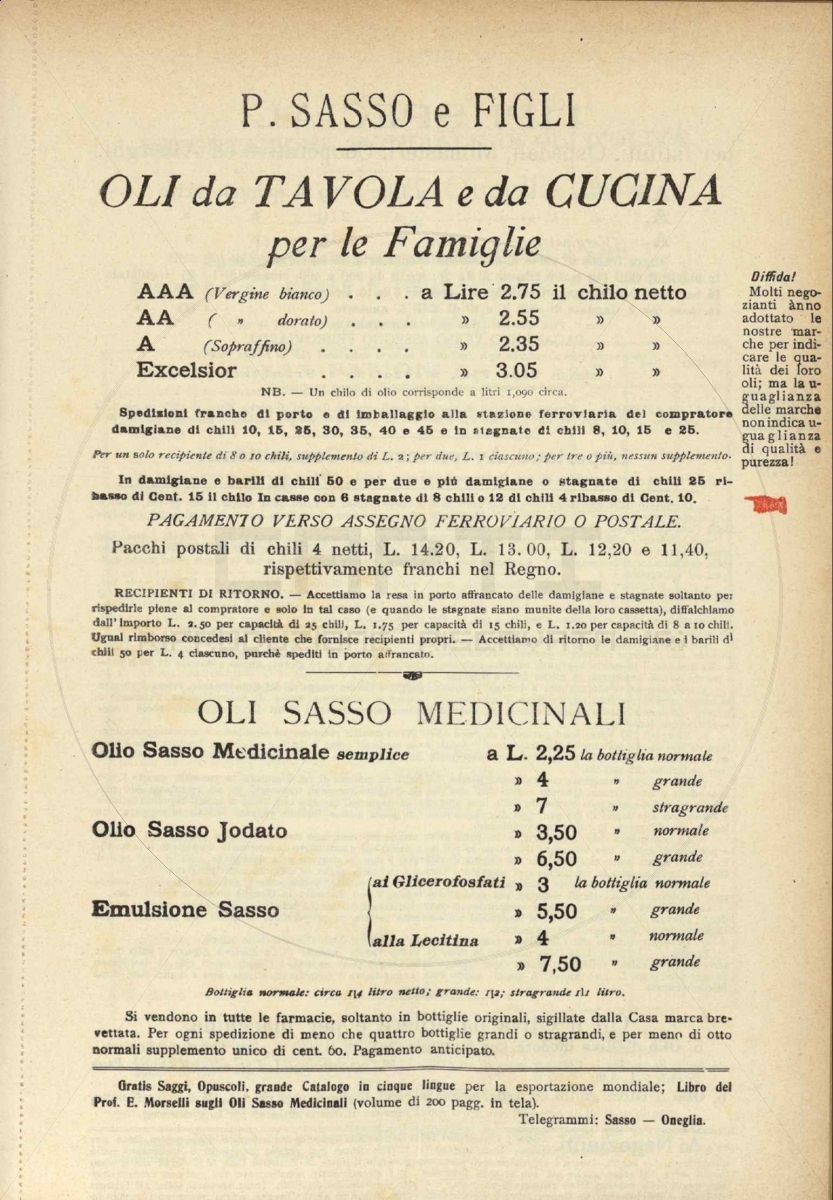 P. SASSO e FIGLI
OLI da TAVOLA e da CUCINA
per le Famiglie
AAA (Vergine bianco) . . . a Lire 2.75 il chilo netto
AA ( „ dorato) . . . » 2.55 » »
A (Sopraffino) . . . . » 2.35 » »
Excelsior . . . . » 3.05 » »
NB. — Un chilo di olio corrisponde a litri 1,090 circa.
Spedizioni franche di porto e di imballaggio alla stazione ferroviaria del compratore
damigiane di chili 10, 15, 25, 30, 35, 40 e 45 e in stagnate di chili 8, 10, 15 e 25.
Per un solo recipiente di 8 o 10 chili, supplemento di L. 2; per due, L. 1 ciascuno; per tre o più, nessun supplemento.
In damigiane e barili di chili 50 e per due e più damigiane o stagnate di chili 25 ri-
basso di Cent. 15 il chilo In casse con 6 stagnate di 8 chili o 12 di chili 4 ribasso di Cent. 10.
PAGAMENTO VERSO ASSEGNO FERROVIARIO O POSTALE.
Pacchi postali di chili 4 netti, L. 14.20, L. 13.00, L. 12,20 e 11,40,
rispettivamente franchi nel Regno.
RECIPIENTI DI RITORNO. — Accettiamo la resa in porto affrancato delle damigiane e stagnate soltanto per
rispedirle piene al compratore e solo in tal caso (e quando le stagnate siano munite della loro cassetta), diffalchiamo
dall'importo L. 2.50 per capacità di 25 chili, L. 1.75 per capacità di 15 chili, e L. 1.20 per capacità di 8 a 10 chili.
Ugual rimborso concedesi al cliente che fornisce recipienti propri. — Accettiamo di ritorno le damigiane e i barili di
chili 50 per L. 4 ciascuno, purchè spediti in porto affrancato.
Diffida!
Molti nego-
zianti ànno
adottato le
nostre mar-
che per indi-
care le qua-
lità dei loro
oli; ma la u-
guaglianza
delle marche
non indica u-
guaglianza
di qualità e
purezza!
OLI SASSO MEDICINALI
Olio Sasso Medicinale semplice a L. 2,25 la bottiglia normale
» 4 „ grande
» 7 „ stragrande
Olio Sasso Jodato » 3,50 „ normale
» 6,50 „ grande
ai Glicerofosfati » 3 la bottiglia normale
Emulsione Sasso » 5,50 „ grande
alla Lecitina » 4 „ normale
» 7,50 „ grande
Bottiglia normale: circa 1\4 litro netto; grande: 1\2; stragrande 1\1 litro.
Si vendono in tutte le farmacie, soltanto in bottiglie originali, sigillate dalla Casa marca bre-
vettata. Per ogni spedizione di meno che quattro bottiglie grandi o stragrandi, e per meno di otto
normali supplemento unico di cent. 60. Pagamento anticipato.
Gratis Saggi, Opuscoli, grande Catalogo in cinque lingue per la esportazione mondiale; Libro del
Prof. E. Morselli sugli Oli Sasso Medicinali (volume di 200 pagg. in tela).
Telegrammi: Sasso — Oneglia.